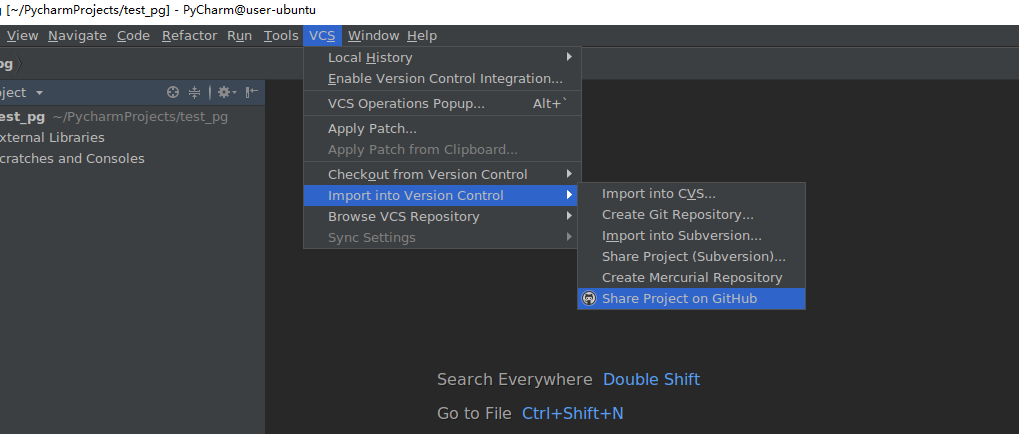 [~/PycharmProjects/test_pg] - PyCharm@user-ubuntu
View Navigate Code Refactor Run Tools VCS Window Help
pg
ject
est_pg ~/PycharmProjects/test_pg
xternal Libraries
cratches and Consoles
Local History
Enable Version Control Integration...
VCS Operations Popup... Alt+`
Apply Patch...
Apply Patch from Clipboard...
Checkout from Version Control
Import into Version Control
Browse VCS Repository
Sync Settings
Import into CVS...
Create Git Repository...
Import into Subversion...
Share Project (Subversion)...
Create Mercurial Repository
Share Project on GitHub
Search Everywhere Double Shift
Go to File Ctrl+Shift+N